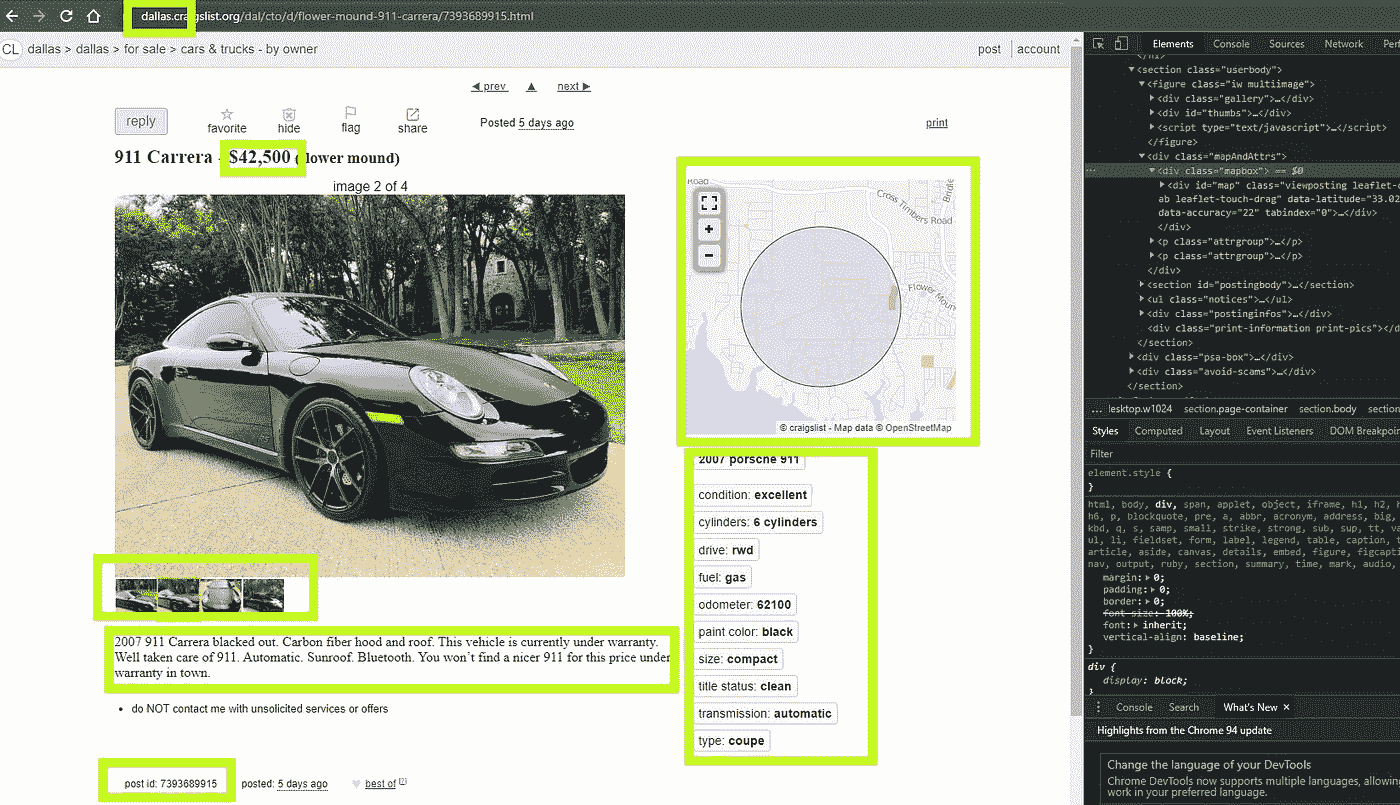 dallas.craigslist.org/dal/cto/d/flower-mound-911-carrera/7393689915.html
CL dallas > dallas > for sale > cars & trucks - by owner
post account
◀ prev ▲ next ▶
reply
favorite
hide
flag
share
Posted 5 days ago
print
911 Carrera - $42,500 (flower mound)
image 2 of 4
Road
Cross Timbers Road
+
−
© craigslist - Map data © OpenStreetMap
2007 porsche 911
condition: excellent
cylinders: 6 cylinders
drive: rwd
fuel: gas
odometer: 62100
paint color: black
size: compact
title status: clean
transmission: automatic
type: coupe
2007 911 Carrera blacked out. Carbon fiber hood and roof. This vehicle is currently under warranty.
Well taken care of 911. Automatic. Sunroof. Bluetooth. You won't find a nicer 911 for this price under
warranty in town.
• do NOT contact me with unsolicited services or offers
post id: 7393689915 posted: 5 days ago best of [?]
Elements Console Sources Network
<section class="userbody">
<figure class="iw multiimage">
<div class="gallery">…</div>
<div id="thumbs">…</div>
<script type="text/javascript">…</script>
</figure>
<div class="mapAndAttrs">
<div class="mapbox"> == $0
<div id="map" class="viewposting leaflet-c
ab leaflet-touch-drag" data-latitude="33.02
data-accuracy="22" tabindex="0">…</div>
</div>
<p class="attrgroup">…</p>
<p class="attrgroup">…</p>
</div>
<section id="postingbody">…</section>
<ul class="notices">…</ul>
<div class="postinginfos">…</div>
<div class="print-information print-pics"></d
</section>
<div class="psa-box">…</div>
<div class="avoid-scams">…</div>
</section>
… esktop.w1024 section.page-container section.body section
Styles Computed Layout Event Listeners DOM Breakpoin
Filter
element.style {
}
html, body, div, span, applet, object, iframe, h1, h2,
h6, p, blockquote, pre, a, abbr, acronym, address, big,
kbd, q, s, samp, small, strike, strong, sub, sup, tt,
ul, li, fieldset, form, label, legend, table, caption,
article, aside, canvas, details, embed, figure,
nav, output, ruby, section, summary, time, mark, audio,
margin: 0;
padding: 0;
border: 0;
font-size: 100%;
font: inherit;
vertical-align: baseline;
}
div {
display: block;
Console Search What's New ×
Highlights from the Chrome 94 update
Change the language of your DevTools
Chrome DevTools now supports multiple languages, allowing
work in your preferred language.